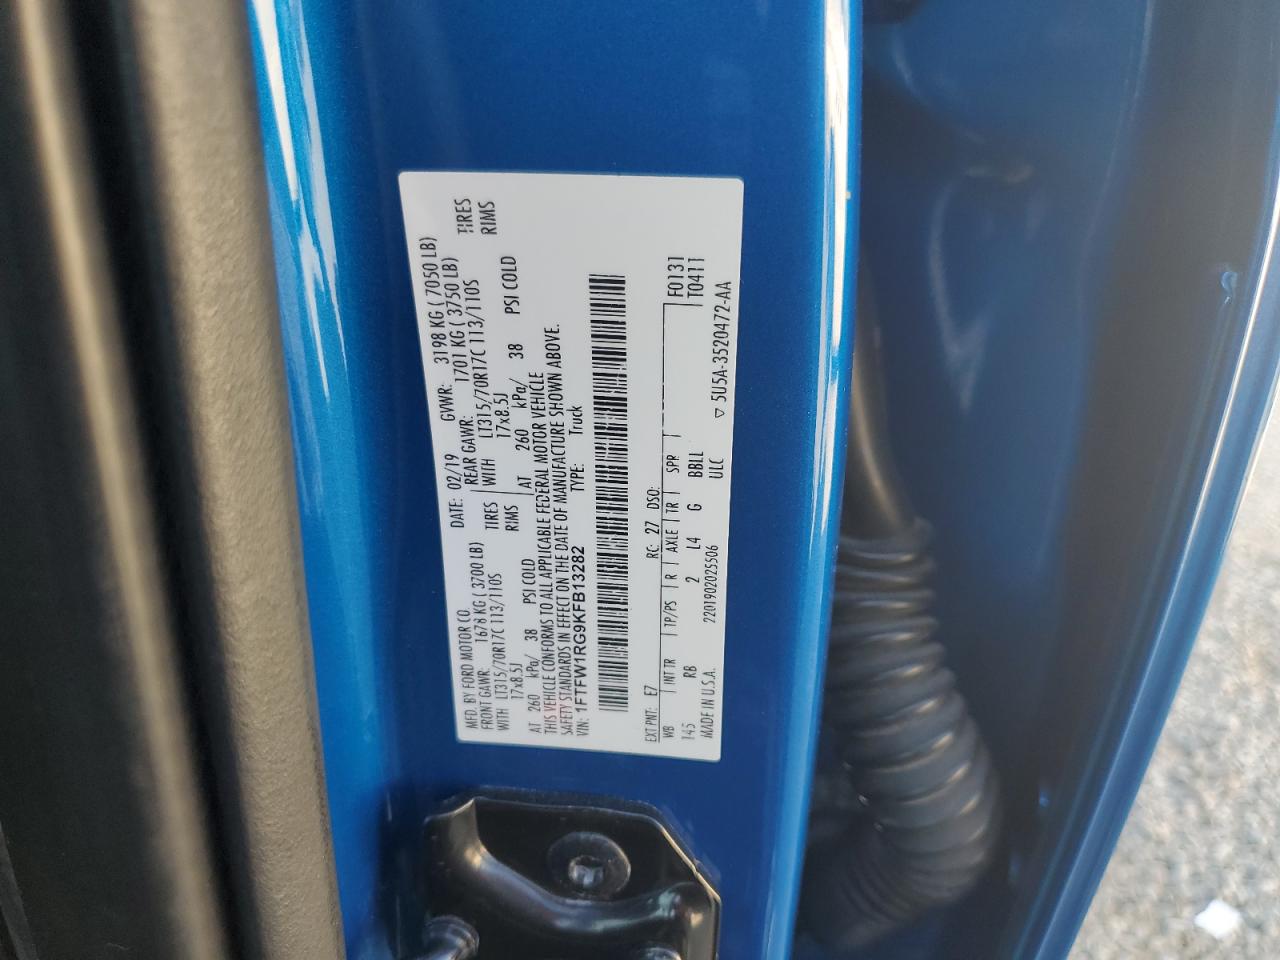 MFD. BY FORD MOTOR CO. DATE: 02/19 GVWR: 3198 KG ( 7050 LB)
FRONT GAWR: 1678 KG ( 3700 LB) REAR GAWR: 1701 KG ( 3750 LB)
WITH LT315/70R17C 113/110S TIRES WITH LT315/70R17C 113/110S TIRES
17x8.5J RIMS 17x8.5J RIMS
AT 260 kPa/ 38 PSI COLD AT 260 kPa/ 38 PSI COLD
THIS VEHICLE CONFORMS TO ALL APPLICABLE FEDERAL MOTOR VEHICLE
SAFETY STANDARDS IN EFFECT ON THE DATE OF MANUFACTURE SHOWN ABOVE.
VIN: 1FTFW1RG9KFB13282 TYPE: Truck
EXT PNT: E7 RC: 27 DSO: F0131
WB INT TR TP/PS R AXLE TR SPR T0411
145 RB 2 L4 G BBLL
MADE IN U.S.A. 2201902025506 ULC ▽ 5U5A-3520472-AA